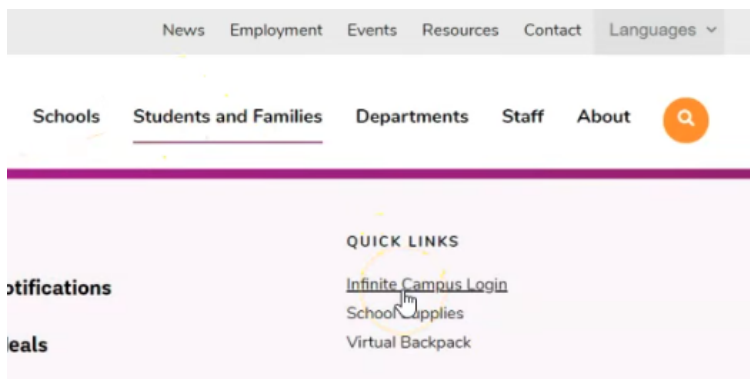 News Employment Events Resources Contact Languages
Schools Students and Families Departments Staff About
QUICK LINKS
otifications
Infinite Campus Login
School Supplies
eals
Virtual Backpack